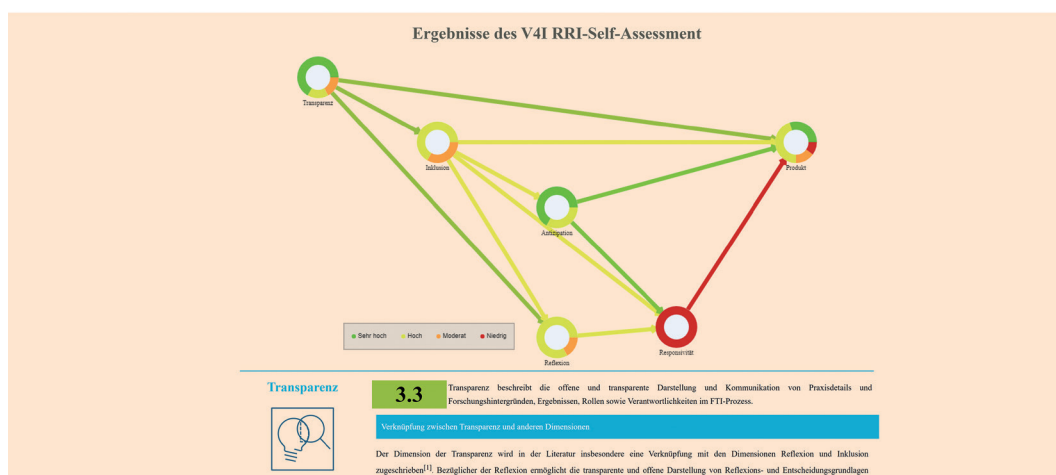 Ergebnisse des V4I RRI-Self-Assessment
Transparenz
Inklusion
Produkt
Antizipation
Sehr hoch
Hoch
Moderat
Niedrig
Reflexion
Responsivität
Transparenz
3.3
Transparenz beschreibt die offene und transparente Darstellung und Kommunikation von Praxisdetails und
Forschungshintergründen, Ergebnissen, Rollen sowie Verantwortlichkeiten im FTI-Prozess.
Verknüpfung zwischen Transparenz und anderen Dimensionen
Der Dimension der Transparenz wird in der Literatur insbesondere eine Verknüpfung mit den Dimensionen Reflexion und Inklusion
zugeschrieben[1]. Bezüglicher der Reflexion ermöglicht die transparente und offene Darstellung von Reflexions- und Entscheidungsgrundlagen